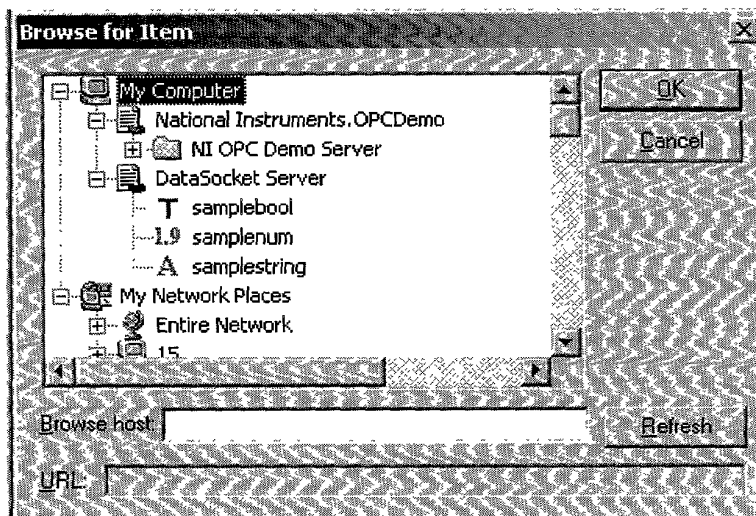 Browse for Item
My Computer
National Instruments.OPCDemo
NI OPC Demo Server
DataSocket Server
T samplebool
1.9 samplenum
A samplestring
My Network Places
Entire Network
15
OK
Cancel
Browse host:
Refresh
URL: